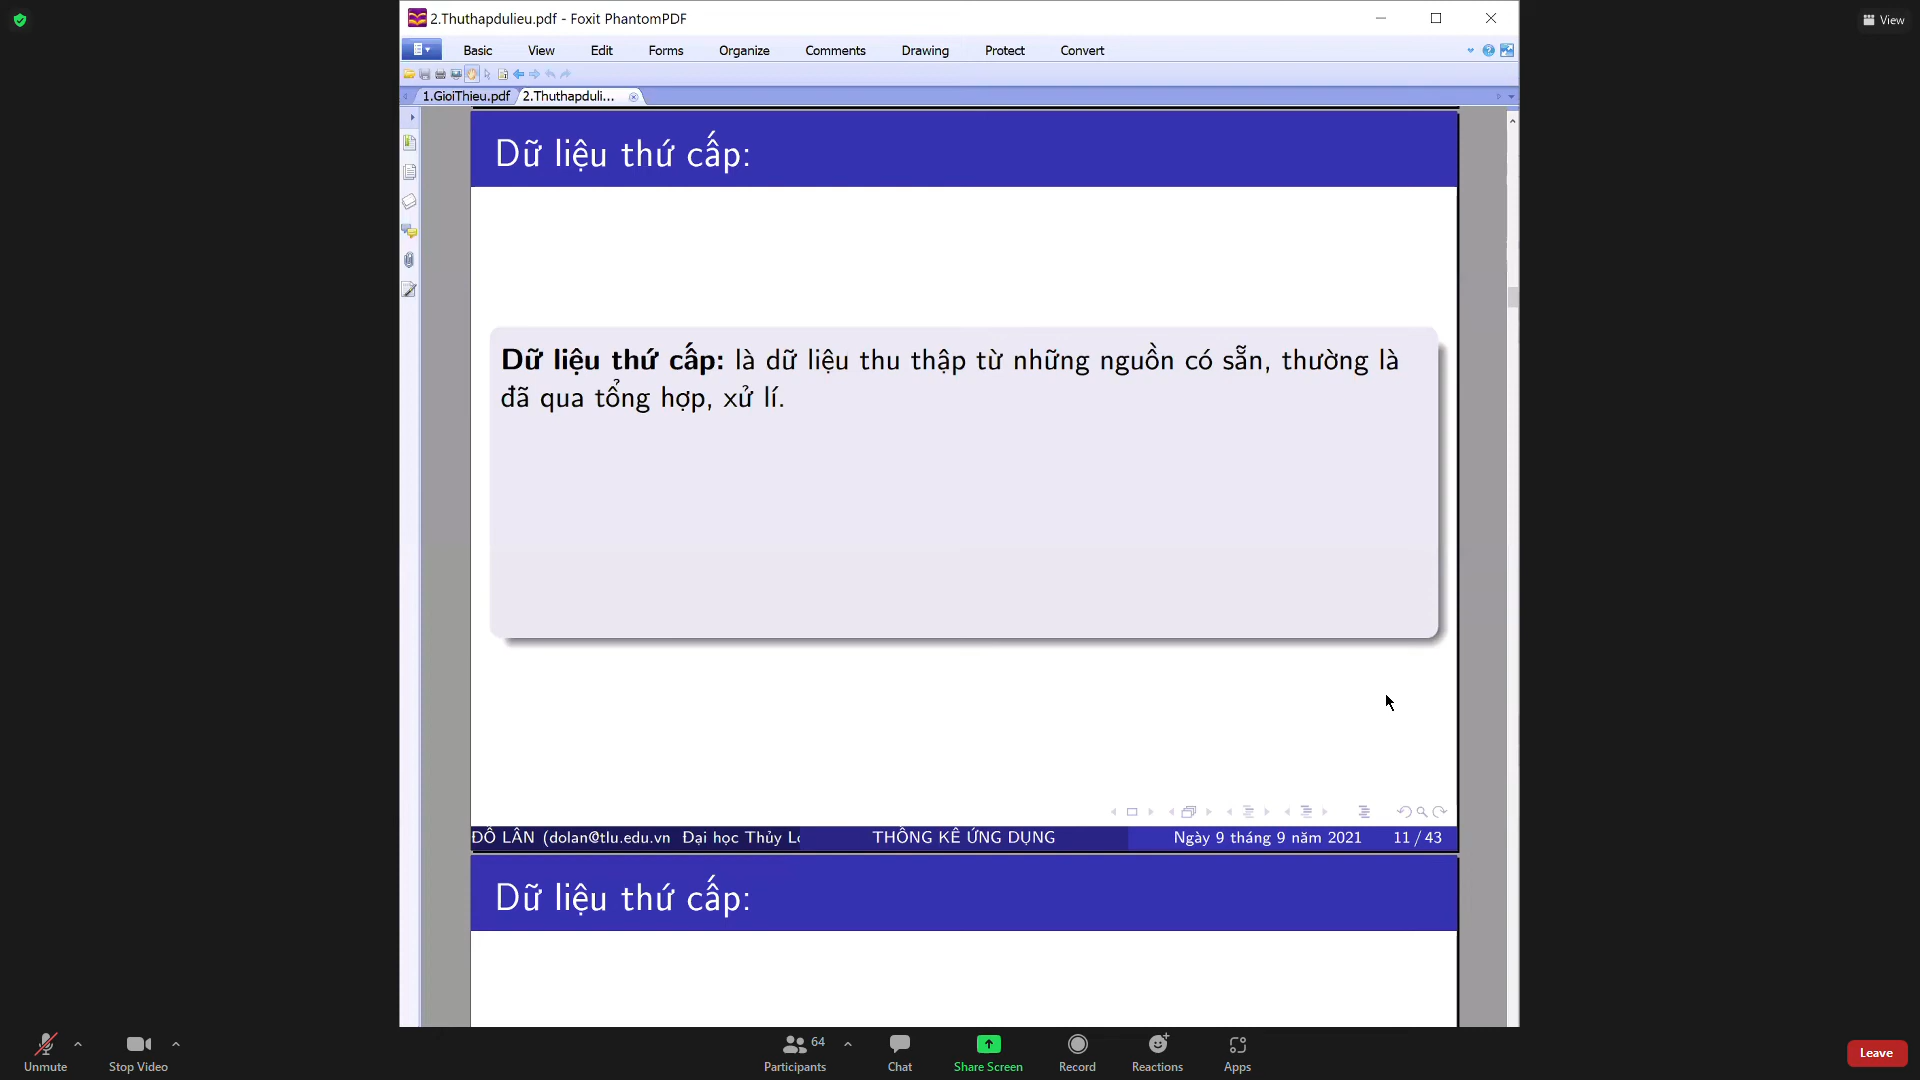 2.Thuthapdulieu.pdf - Foxit PhantomPDF
View
Basic View Edit Forms Organize Comments Drawing Protect Convert
1.GioiThieu.pdf 2.Thuthapduli...
Dữ liệu thứ cấp:
Dữ liệu thứ cấp: là dữ liệu thu thập từ những nguồn có sẵn, thường là
đã qua tổng hợp, xử lí.
ĐỖ LÂN (dolan@tlu.edu.vn Đại học Thủy Lo THỐNG KÊ ỨNG DỤNG Ngày 9 tháng 9 năm 2021 11 / 43
Dữ liệu thứ cấp:
64
Unmute Stop Video Participants Chat Share Screen Record Reactions Apps Leave